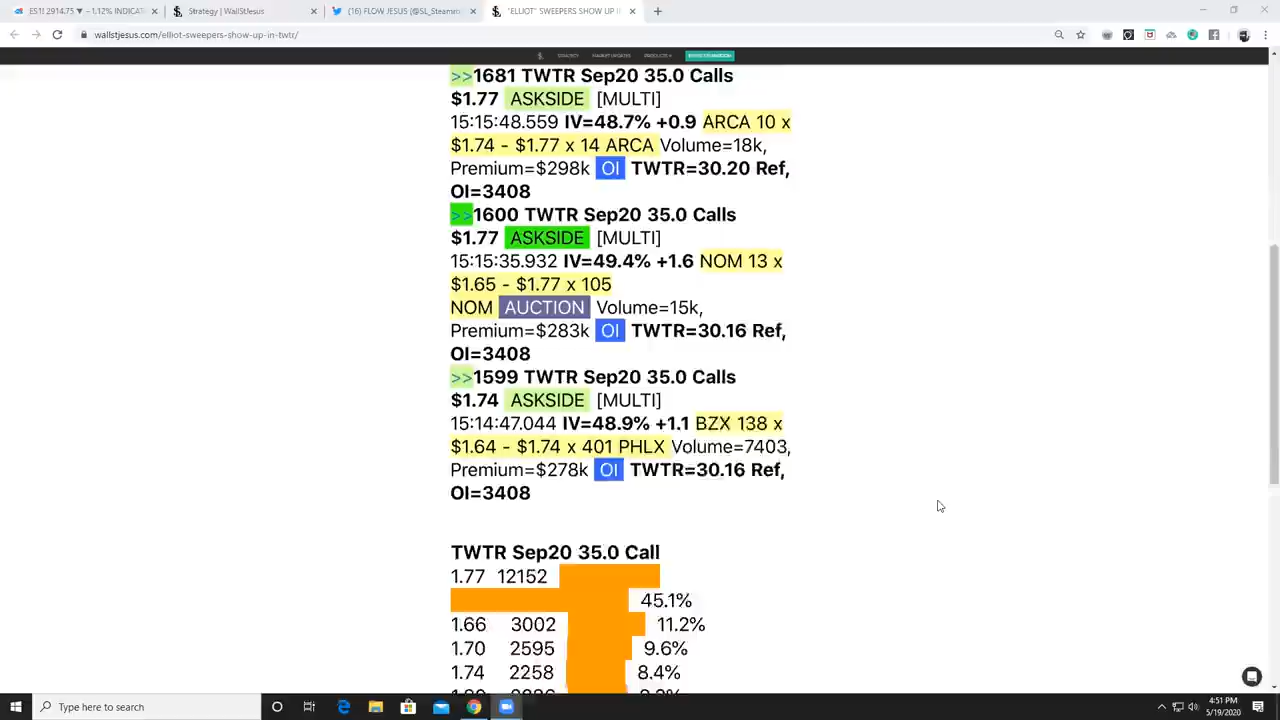 ES1! 2914.75 ▼ −1.12% INDICAT
Strategy | WallStJesus
(16) FLOW JESUS (@SL_Steamro
"ELLIOT" SWEEPERS SHOW UP I
wallstjesus.com/elliot-sweepers-show-up-in-twtr/
STRATEGY MARKET UPDATES PRODUCTS
>>1681 TWTR Sep20 35.0 Calls
$1.77 ASKSIDE [MULTI]
15:15:48.559 IV=48.7% +0.9 ARCA 10 x
$1.74 - $1.77 x 14 ARCA Volume=18k,
Premium=$298k OI TWTR=30.20 Ref,
OI=3408
>>1600 TWTR Sep20 35.0 Calls
$1.77 ASKSIDE [MULTI]
15:15:35.932 IV=49.4% +1.6 NOM 13 x
$1.65 - $1.77 x 105
NOM AUCTION Volume=15k,
Premium=$283k OI TWTR=30.16 Ref,
OI=3408
>>1599 TWTR Sep20 35.0 Calls
$1.74 ASKSIDE [MULTI]
15:14:47.044 IV=48.9% +1.1 BZX 138 x
$1.64 - $1.74 x 401 PHLX Volume=7403,
Premium=$278k OI TWTR=30.16 Ref,
OI=3408
TWTR Sep20 35.0 Call
1.77 12152
45.1%
1.66 3002 11.2%
1.70 2595 9.6%
1.74 2258 8.4%
Type here to search
4:51 PM
5/19/2020